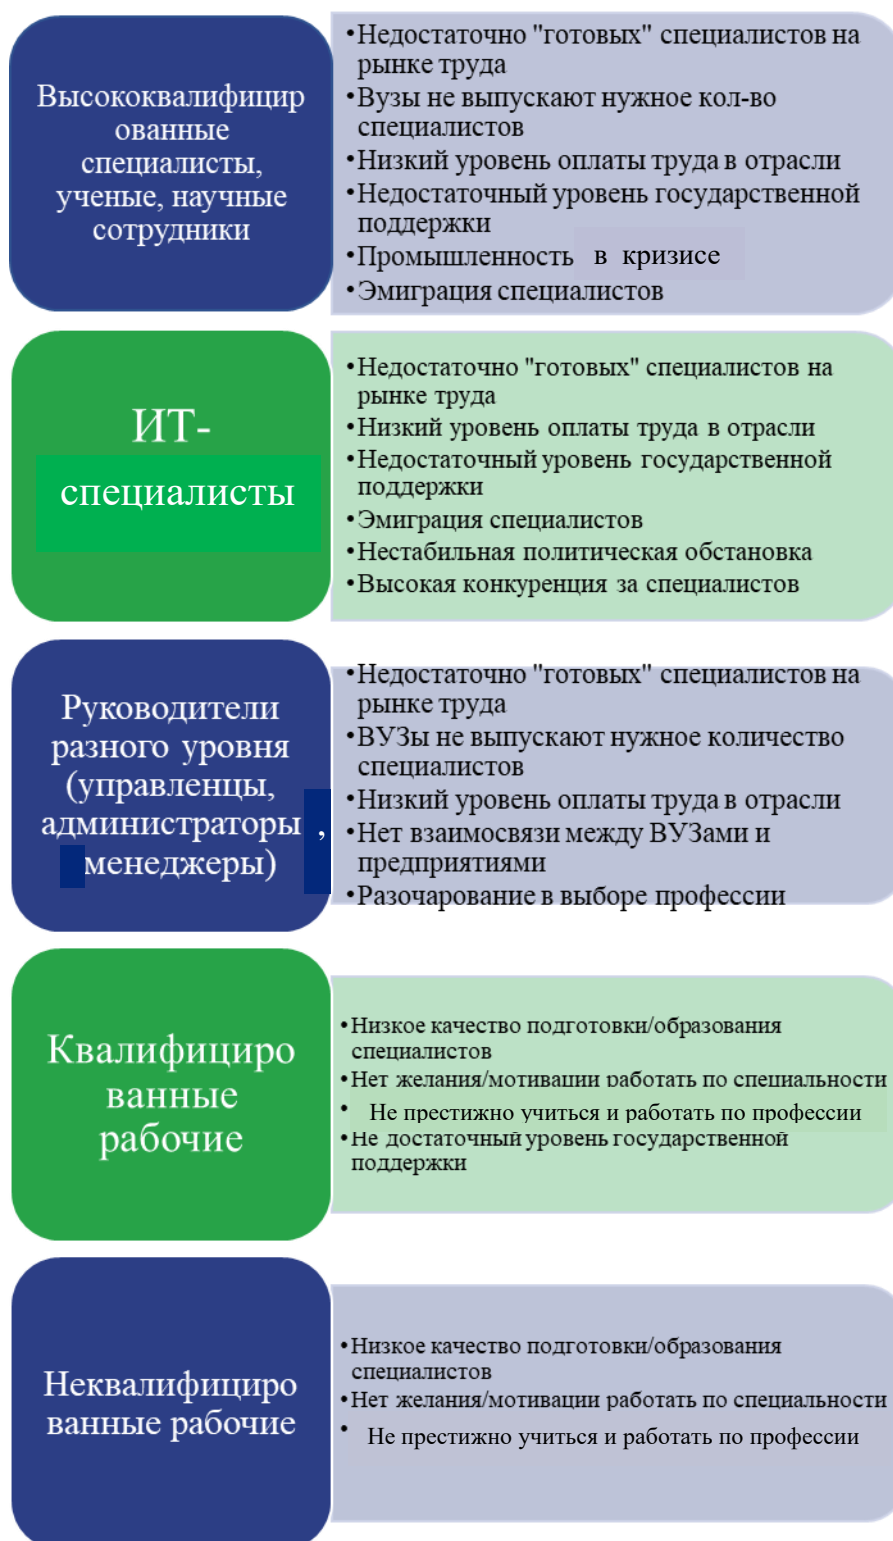 Высококвалифицир
ованные
специалисты,
ученые, научные
сотрудники
•Недостаточно "готовых" специалистов на
рынке труда
•Вузы не выпускают нужное кол-во
специалистов
•Низкий уровень оплаты труда в отрасли
•Недостаточный уровень государственной
поддержки
•Промышленность в кризисе
•Эмиграция специалистов
ИТ-
специалисты
•Недостаточно "готовых" специалистов на
рынке труда
•Низкий уровень оплаты труда в отрасли
•Недостаточный уровень государственной
поддержки
•Эмиграция специалистов
•Нестабильная политическая обстановка
•Высокая конкуренция за специалистов
Руководители
разного уровня
(управленцы,
администраторы ,
менеджеры)
•Недостаточно "готовых" специалистов на
рынке труда
•ВУЗы не выпускают нужное количество
специалистов
•Низкий уровень оплаты труда в отрасли
•Нет взаимосвязи между ВУЗами и
предприятиями
•Разочарование в выборе профессии
Квалифициро
ванные
рабочие
•Низкое качество подготовки/образования
специалистов
•Нет желания/мотивации работать по специальности
• Не престижно учиться и работать по профессии
•Не достаточный уровень государственной
поддержки
Неквалифициро
ванные рабочие
•Низкое качество подготовки/образования
специалистов
•Нет желания/мотивации работать по специальности
• Не престижно учиться и работать по профессии